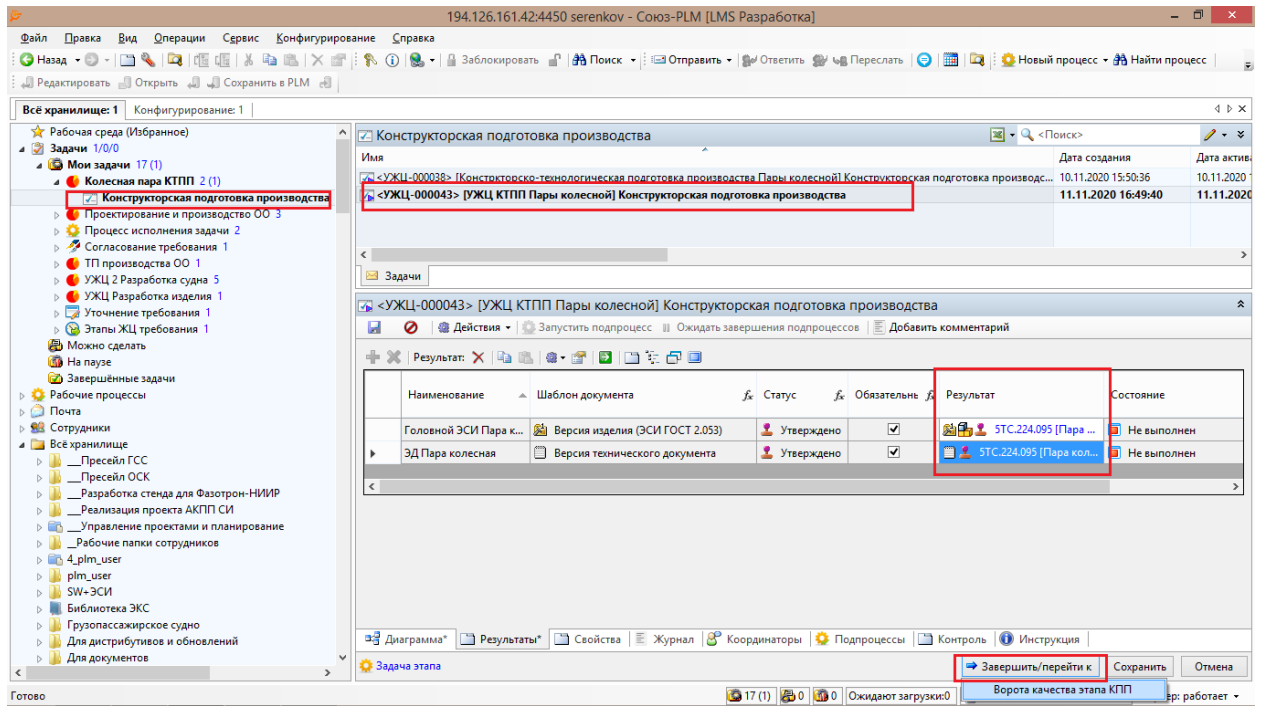 194.126.161.42:4450 serenkov - Союз-PLM [LMS Разработка]
Файл Правка Вид Операции Сервис Конфигурирование Справка
Назад Заблокировать Поиск Отправить Ответить Переслать Новый процесс Найти процесс
Редактировать Открыть Сохранить в PLM
Всё хранилище: 1 Конфигурирование: 1
Рабочая среда (Избранное)
Задачи 1/0/0
Мои задачи 17 (1)
Колесная пара КТПП 2 (1)
Конструкторская подготовка производства
Проектирование и производство ОО 3
Процесс исполнения задачи 2
Согласование требования 1
ТП производства ОО 1
УЖЦ 2 Разработка судна 5
УЖЦ Разработка изделия 1
Уточнение требования 1
Этапы ЖЦ требования 1
Можно сделать
На паузе
Завершённые задачи
Рабочие процессы
Почта
Сотрудники
Всё хранилище
__Пресейл ГСС
__Пресейл ОСК
__Разработка стенда для Фазотрон-НИИР
__Реализация проекта АКПП СИ
__Управление проектами и планирование
_Рабочие папки сотрудников
4_plm_user
plm_user
SW+ЭСИ
Библиотека ЭКС
Грузопассажирское судно
Для дистрибутивов и обновлений
Для документов
Конструкторская подготовка производства <Поиск>
Имя Дата создания Дата актив
<УЖЦ-000038> [Констркторско-технологическая подготовка производства Пары колесной] Конструкторская подготовка производс... 10.11.2020 15:50:36 10.11.2020
<УЖЦ-000043> [УЖЦ КТПП Пары колесной] Конструкторская подготовка производства 11.11.2020 16:49:40 11.11.2020
Задачи
<УЖЦ-000043> [УЖЦ КТПП Пары колесной] Конструкторская подготовка производства
Действия Запустить подпроцесс Ожидать завершения подпроцессов Добавить комментарий
Результат:
Наименование Шаблон документа fx Статус fx Обязательнь fx Результат Состояние
Головной ЭСИ Пара к... Версия изделия (ЭСИ ГОСТ 2.053) Утверждено 5ТС.224.095 [Пара ... Не выполнен
ЭД Пара колесная Версия технического документа Утверждено 5ТС.224.095 [Пара кол... Не выполнен
Диаграмма* Результаты* Свойства Журнал Координаторы Подпроцессы Контроль Инструкция
Задача этапа Завершить/перейти к Сохранить Отмена
Ворота качества этапа КПП
Готово 17 (1) 0 0 Ожидают загрузки:0 ер: работает